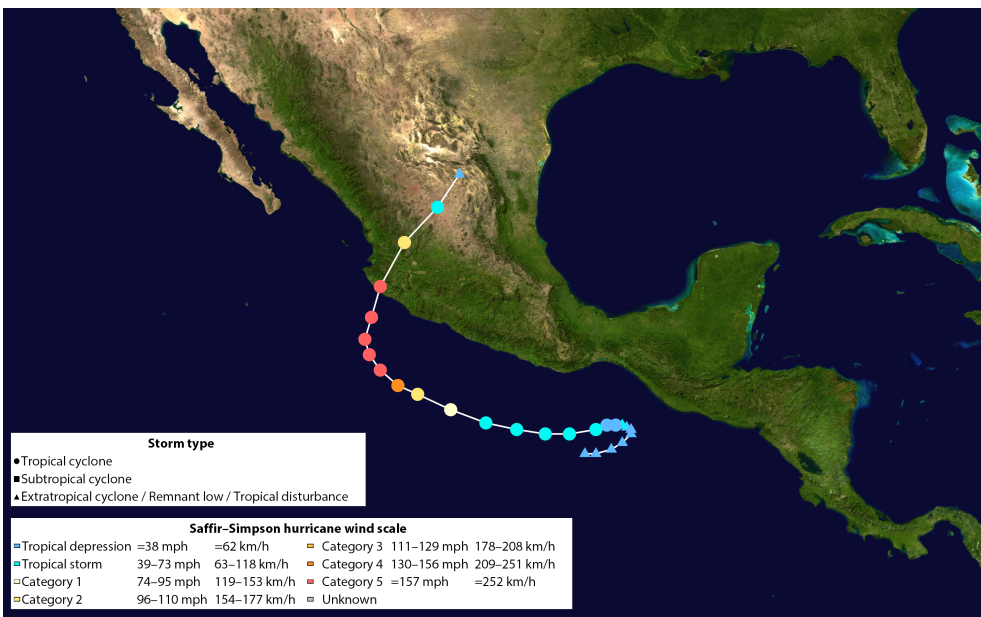 Storm type
Tropical cyclone
Subtropical cyclone
Extratropical cyclone / Remnant low / Tropical disturbance
Saffir–Simpson hurricane wind scale
Tropical depression =38 mph =62 km/h Category 3 111–129 mph 178–208 km/h
Tropical storm 39–73 mph 63–118 km/h Category 4 130–156 mph 209–251 km/h
Category 1 74–95 mph 119–153 km/h Category 5 =157 mph =252 km/h
Category 2 96–110 mph 154–177 km/h Unknown